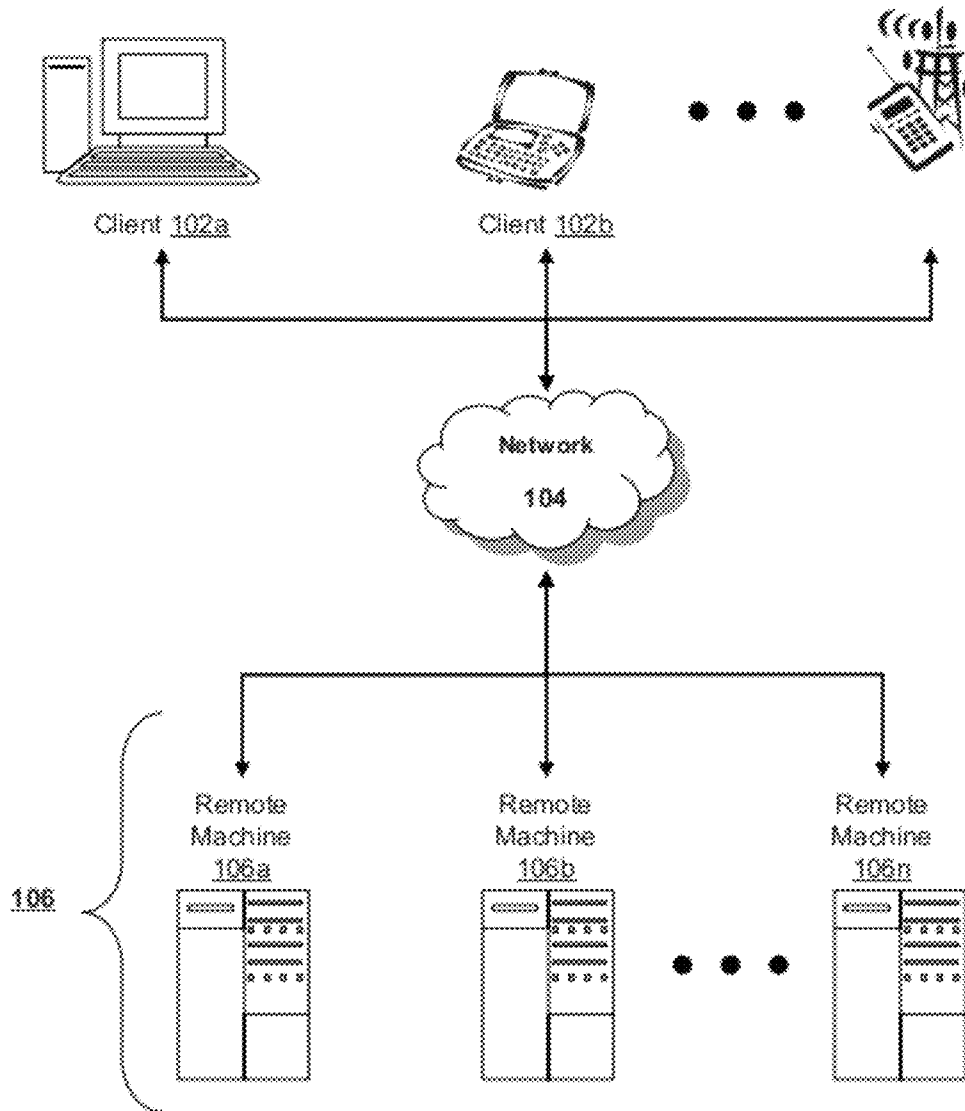 Client 102a
Client 102b
Network
104
Remote
Machine
106a
Remote
Machine
106b
Remote
Machine
106n
106